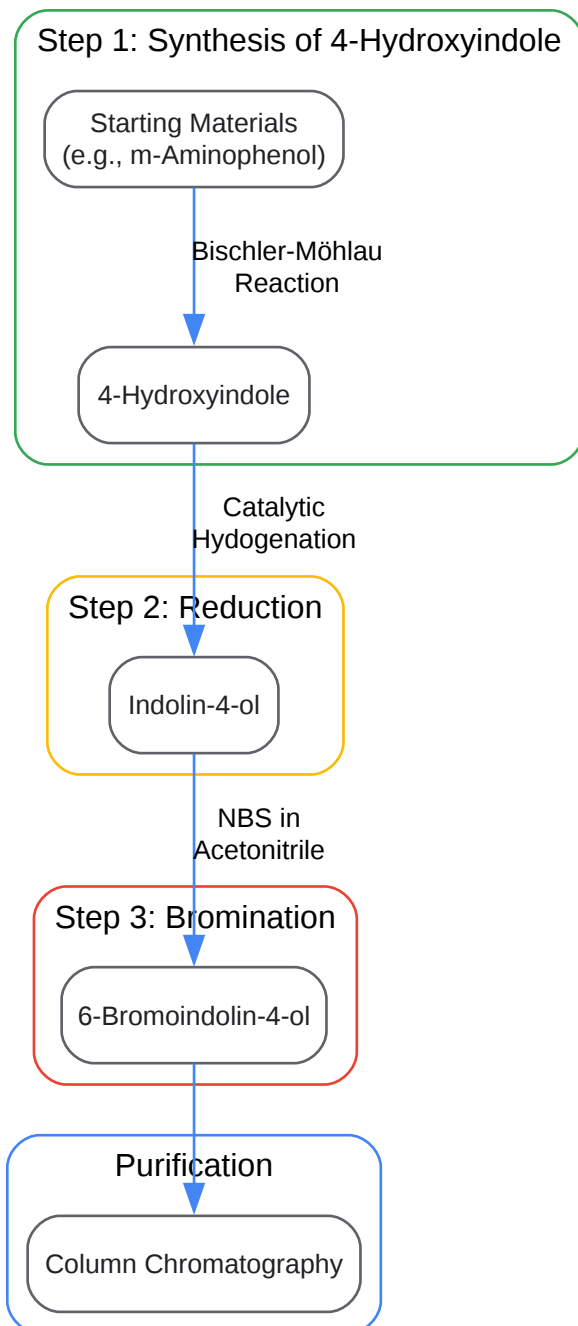 Step 1: Synthesis of 4-Hydroxyindole
Starting Materials
(e.g., m-Aminophenol)
Bischler-Möhlau
Reaction
4-Hydroxyindole
Catalytic
Hydogenation
Step 2: Reduction
Indolin-4-ol
NBS in
Acetonitrile
Step 3: Bromination
6-Bromoindolin-4-ol
Purification
Column Chromatography